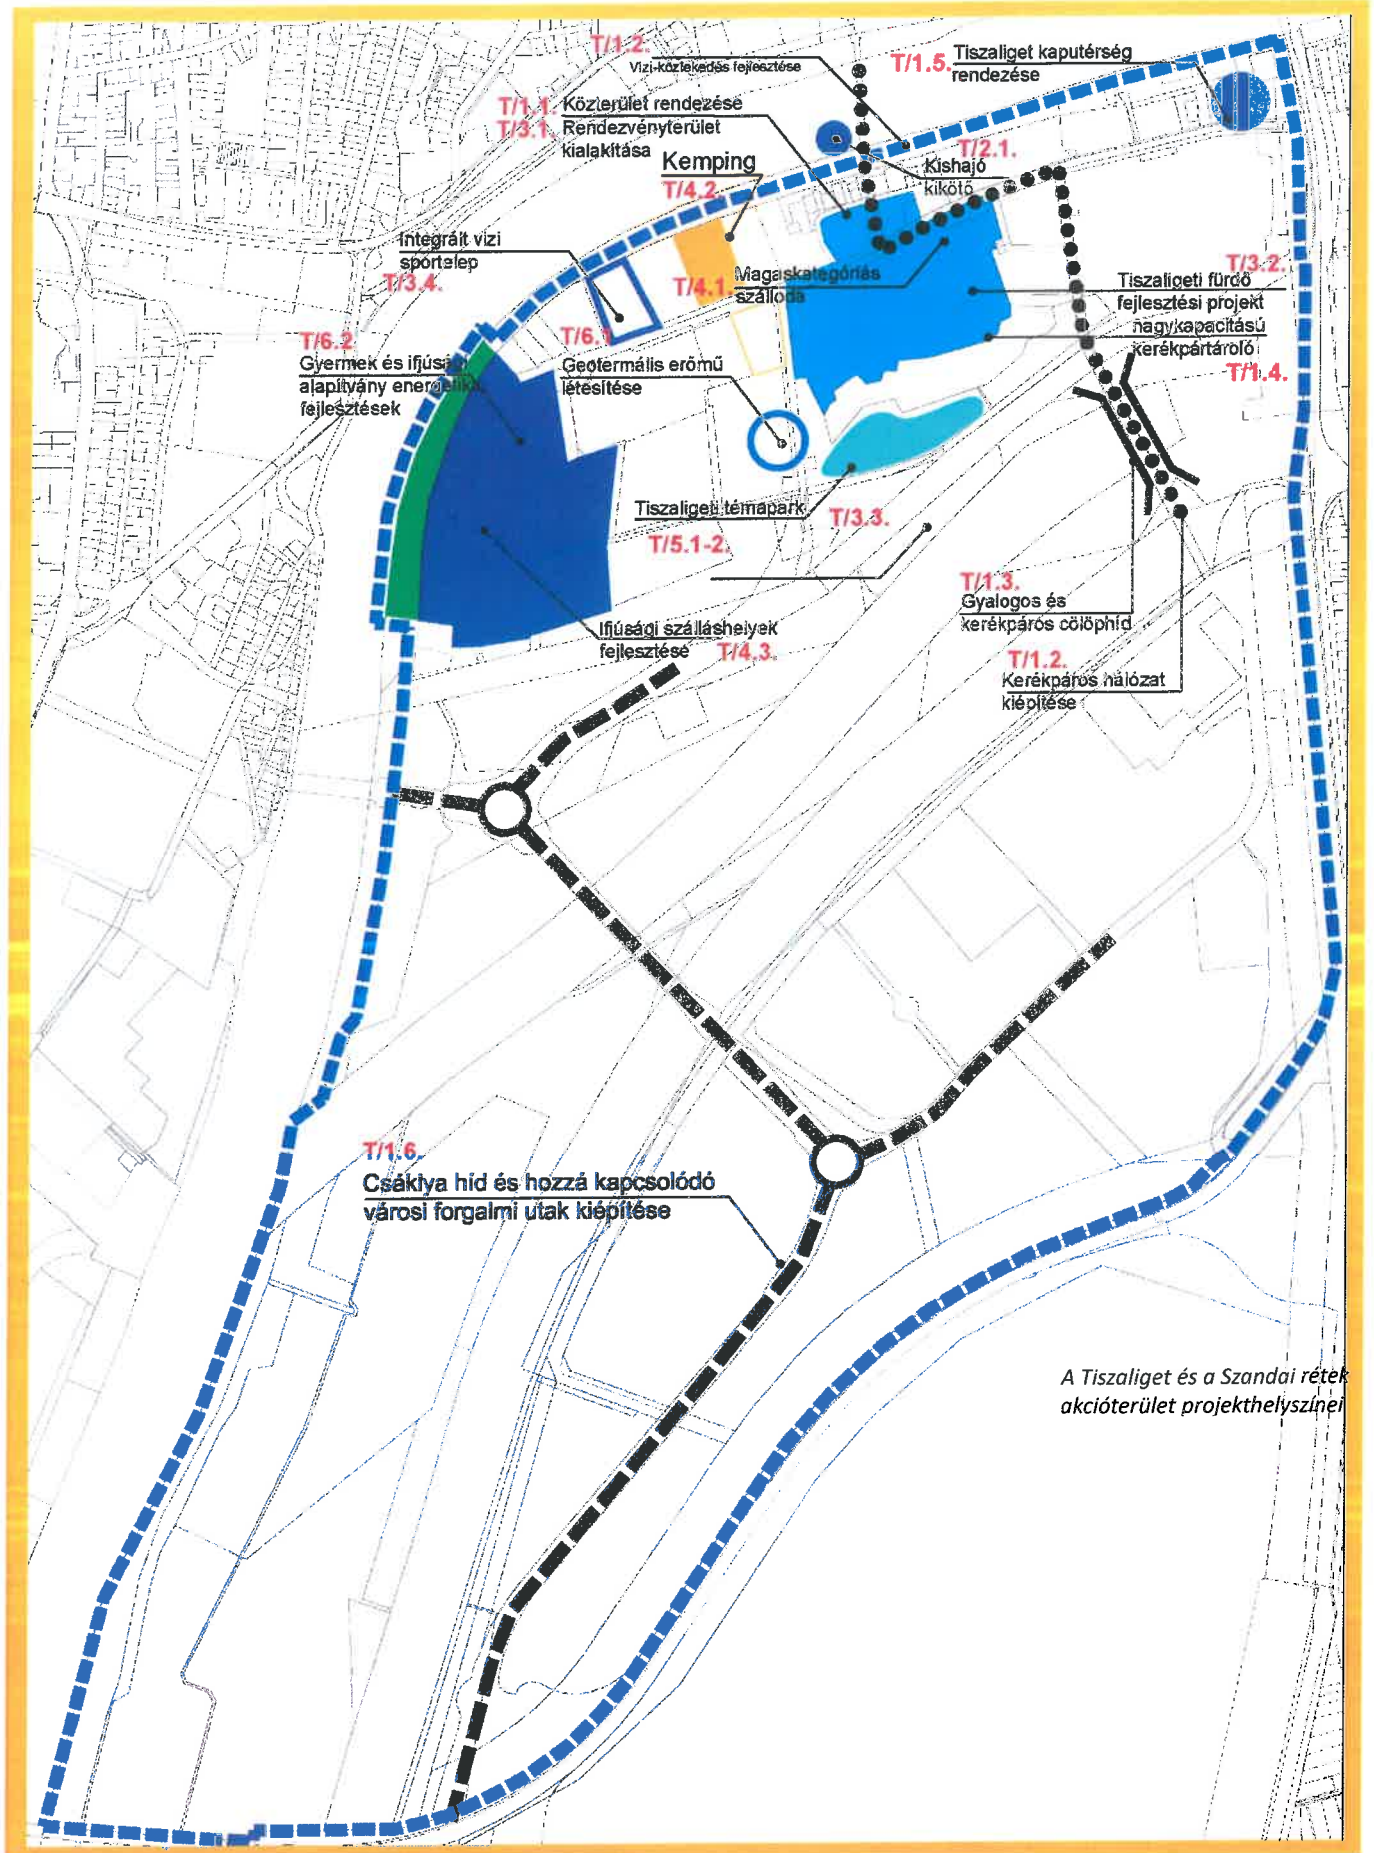 T/1.2.
Vizi-közlekedés fejlesztése
T/1.5.
Tiszaliget kaputérség
rendezése
T/1.1.
Közterület rendezése
T/3.1.
Rendezvényterület
kialakítása
T/2.1.
Kishajó
kikötő
Kemping
T/4.2.
Integrált vizi
sportelep
T/3.4.
T/4.1.
Magaskategóriás
szálloda
T/3.2.
Tiszaligeti fürdő
fejlesztési projekt
nagykapacitású
kerékpártároló
T/1.4.
T/6.2.
Gyermek és ifjúsági
alapítvány energetikai
fejlesztések
T/6.1
Geotermális erőmű
létesítése
Tiszaligeti témapark
T/3.3.
T/5.1-2.
T/1.3.
Gyalogos és
kerékpáros cölöphíd
Ifjúsági szálláshelyek
fejlesztése
T/4.3.
T/1.2.
Kerékpáros hálózat
kiépítése
T/1.6.
Csáklya híd és hozzá kapcsolódó
városi forgalmi utak kiépítése
A Tiszaliget és a Szandai rétek
akcióterület projekthelyszínei